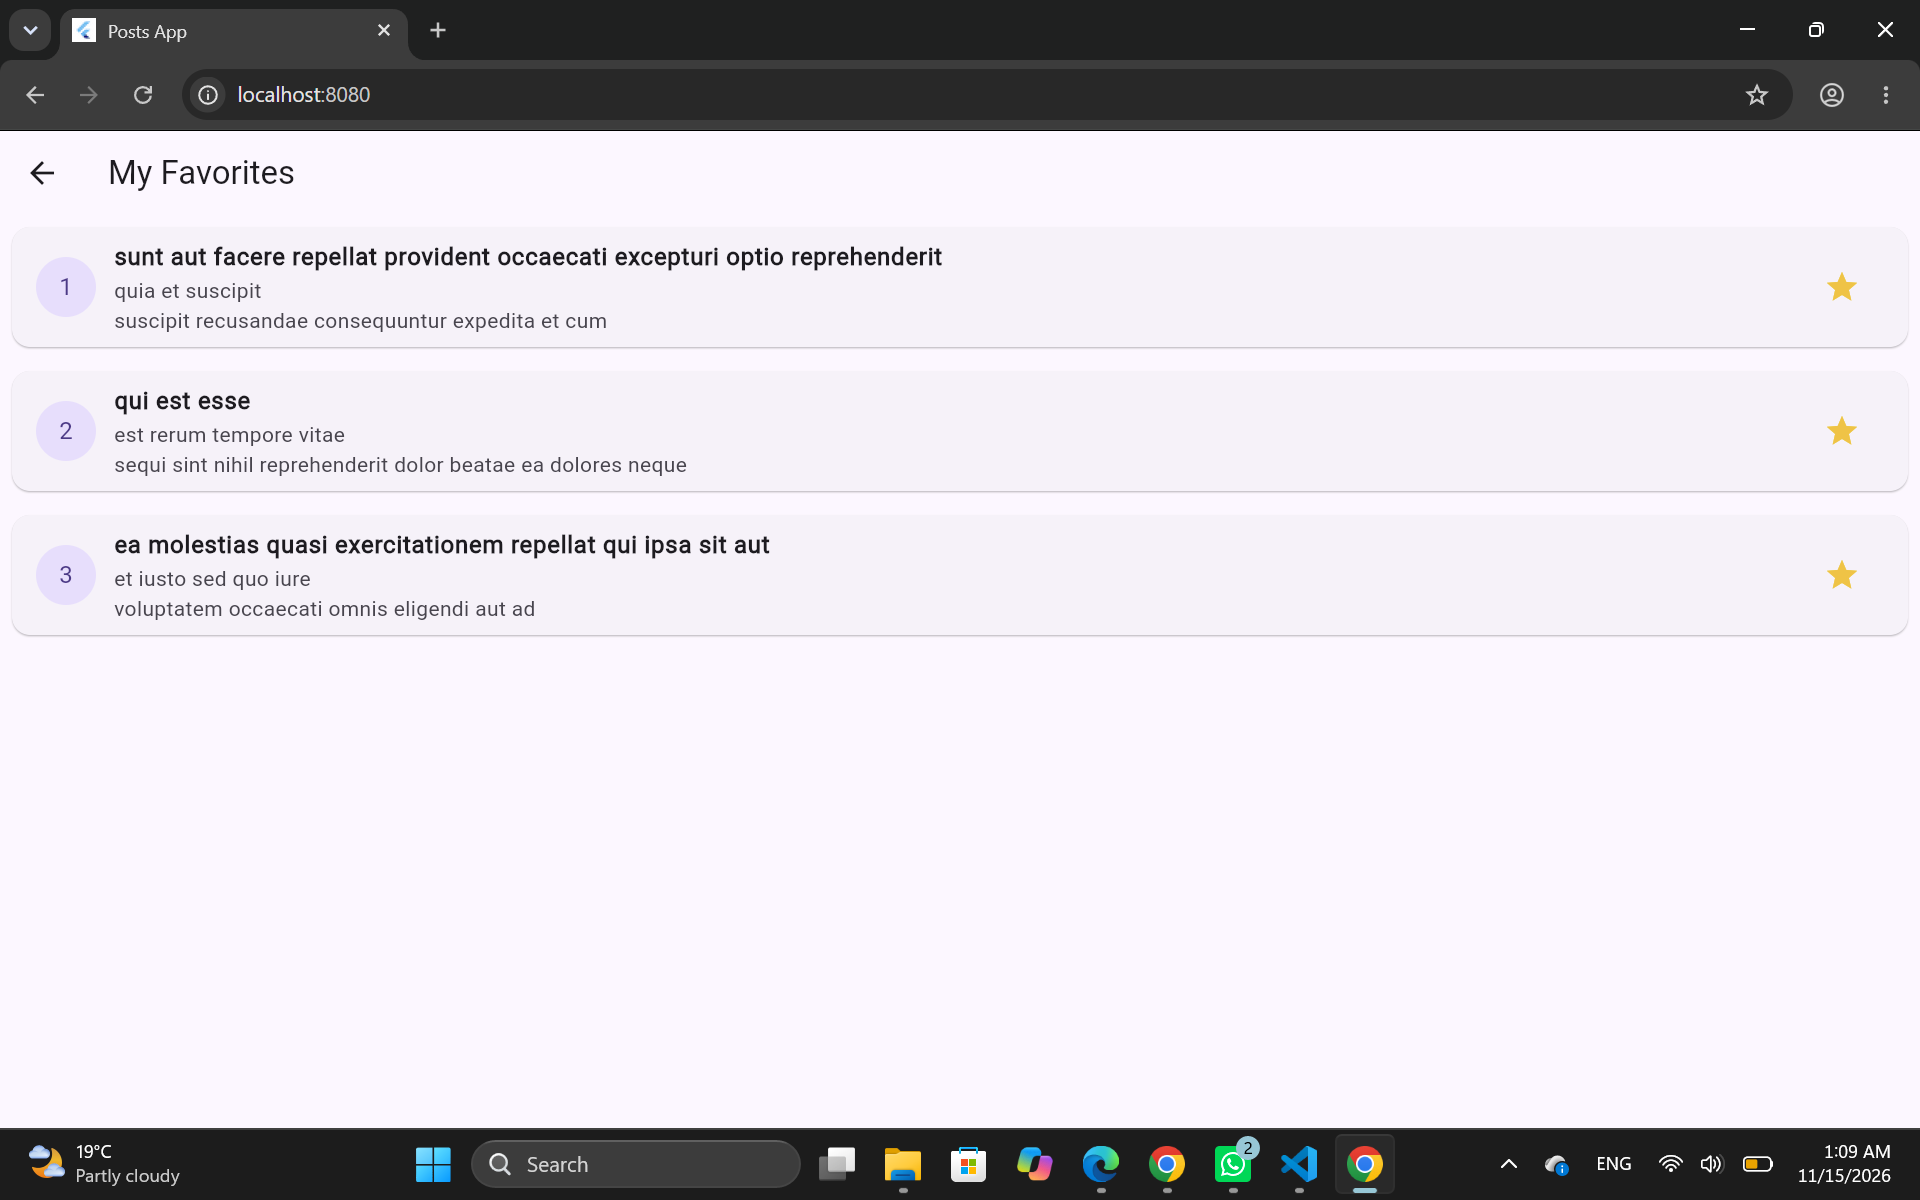 Posts App
localhost:8080
My Favorites
1
sunt aut facere repellat provident occaecati excepturi optio reprehenderit
quia et suscipit
suscipit recusandae consequuntur expedita et cum
2
qui est esse
est rerum tempore vitae
sequi sint nihil reprehenderit dolor beatae ea dolores neque
3
ea molestias quasi exercitationem repellat qui ipsa sit aut
et iusto sed quo iure
voluptatem occaecati omnis eligendi aut ad
19°C
Partly cloudy
Search
2
ENG
1:09 AM
11/15/2026